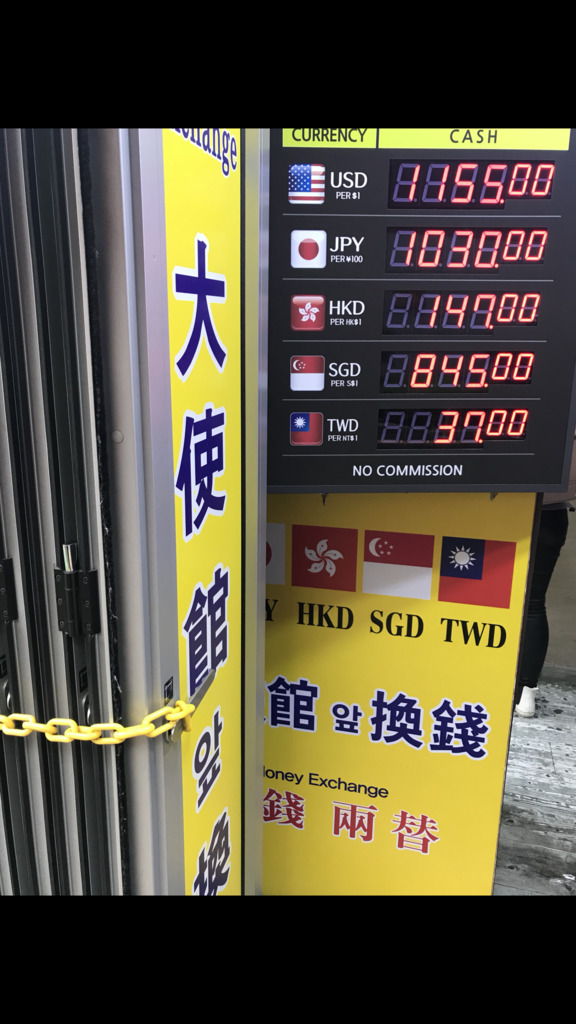 大使館앞換
CURRENCY CASH
USD 1155.00
PER $1
JPY 1030.00
PER ¥100
HKD 147.00
PER HK$1
SGD 845.00
PER S$1
TWD 37.00
PER NT$1
NO COMMISSION
HKD SGD TWD
館앞換錢
Exchange
錢 兩替